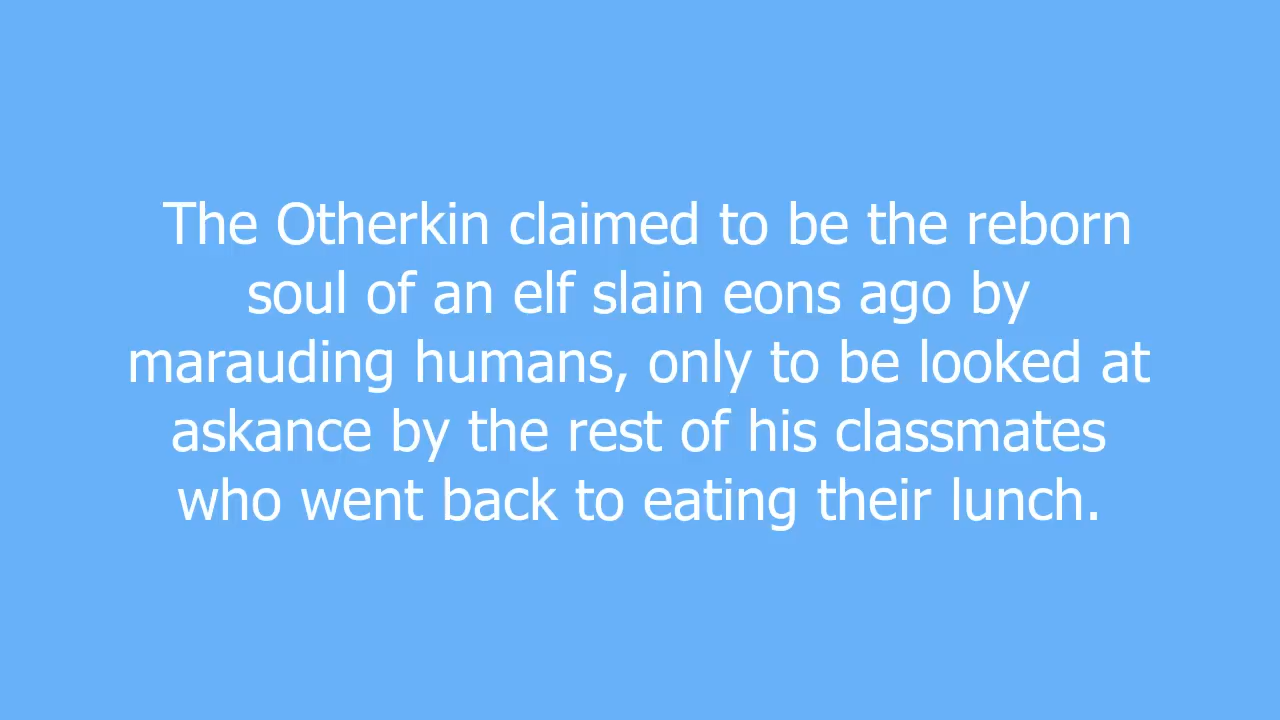 The Otherkin claimed to be the reborn
soul of an elf slain eons ago by
marauding humans, only to be looked at
askance by the rest of his classmates
who went back to eating their lunch.